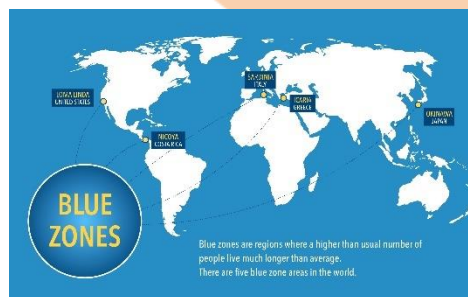 SARDINIA
ITALY
LOMA LINDA
UNITED STATES
ICARIA
GREECE
OKINAWA
JAPAN
NICOYA
COSTA RICA
BLUE
ZONES
Blue zones are regions where a higher than usual number of
people live much longer than average.
There are five blue zone areas in the world.